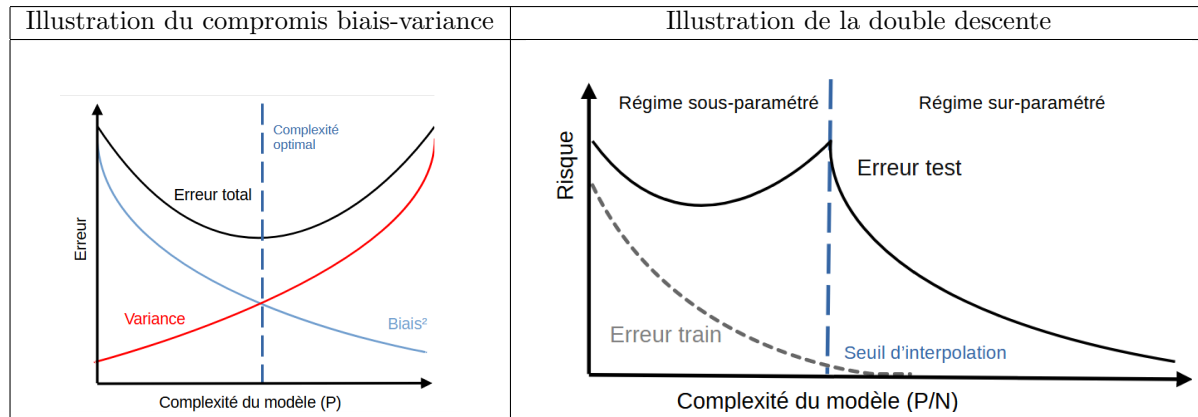 Illustration du compromis biais-variance
Illustration de la double descente
Complexité
optimal
Erreur total
Erreur
Variance
Biais²
Complexité du modèle (P)
Régime sous-paramétré
Régime sur-paramétré
Risque
Erreur test
Erreur train
Seuil d'interpolation
Complexité du modèle (P/N)